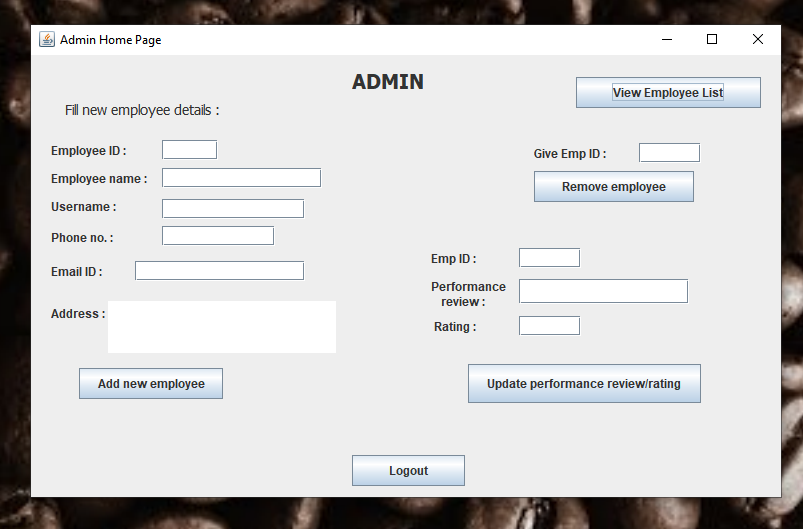 Admin Home Page
ADMIN
View Employee List
Fill new employee details :
Employee ID :
Employee name :
Username :
Phone no. :
Email ID :
Address :
Add new employee
Give Emp ID :
Remove employee
Emp ID :
Performance
review :
Rating :
Update performance review/rating
Logout